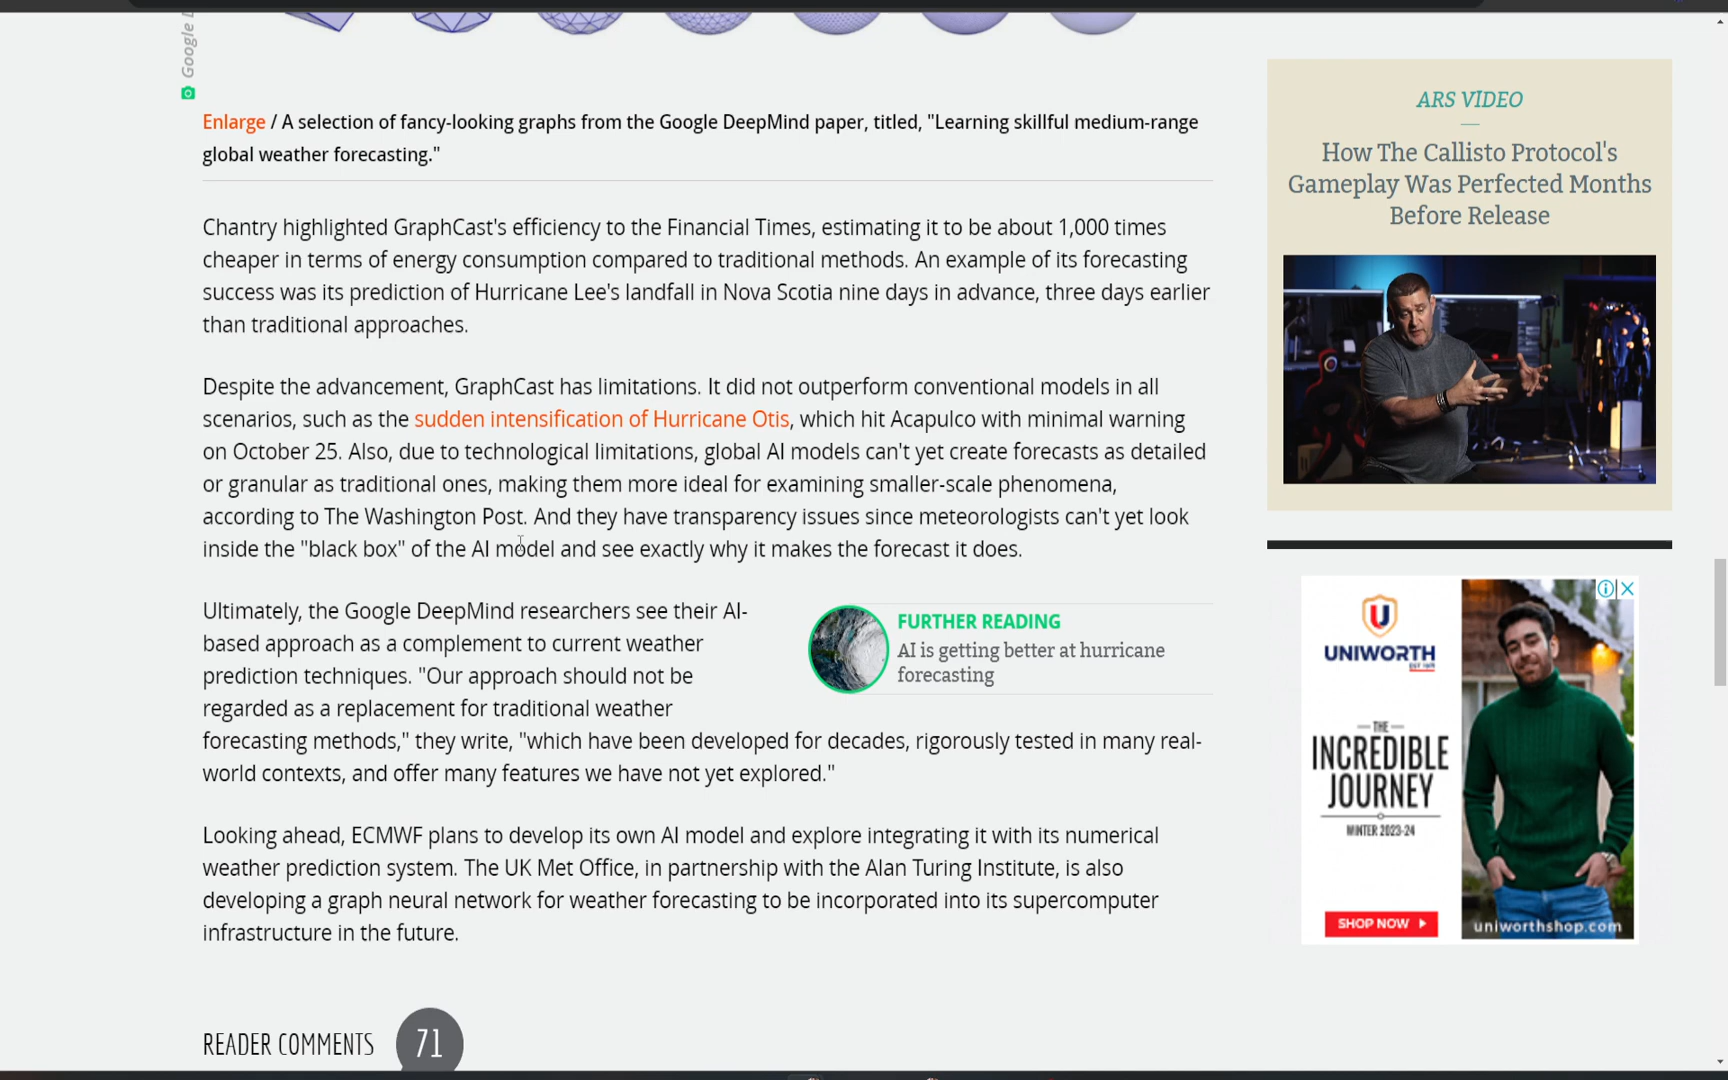 Google
Enlarge / A selection of fancy-looking graphs from the Google DeepMind paper, titled, "Learning skillful medium-range
global weather forecasting."
Chantry highlighted GraphCast's efficiency to the Financial Times, estimating it to be about 1,000 times
cheaper in terms of energy consumption compared to traditional methods. An example of its forecasting
success was its prediction of Hurricane Lee's landfall in Nova Scotia nine days in advance, three days earlier
than traditional approaches.
Despite the advancement, GraphCast has limitations. It did not outperform conventional models in all
scenarios, such as the sudden intensification of Hurricane Otis, which hit Acapulco with minimal warning
on October 25. Also, due to technological limitations, global AI models can't yet create forecasts as detailed
or granular as traditional ones, making them more ideal for examining smaller-scale phenomena,
according to The Washington Post. And they have transparency issues since meteorologists can't yet look
inside the "black box" of the AI model and see exactly why it makes the forecast it does.
Ultimately, the Google DeepMind researchers see their AI-
based approach as a complement to current weather
prediction techniques. "Our approach should not be
regarded as a replacement for traditional weather
forecasting methods," they write, "which have been developed for decades, rigorously tested in many real-
world contexts, and offer many features we have not yet explored."
FURTHER READING
AI is getting better at hurricane
forecasting
Looking ahead, ECMWF plans to develop its own AI model and explore integrating it with its numerical
weather prediction system. The UK Met Office, in partnership with the Alan Turing Institute, is also
developing a graph neural network for weather forecasting to be incorporated into its supercomputer
infrastructure in the future.
READER COMMENTS 71
ARS VIDEO
How The Callisto Protocol's
Gameplay Was Perfected Months
Before Release
UNIWORTH
EST 1971
THE
INCREDIBLE
JOURNEY
WINTER 2023-24
SHOP NOW
uniworthshop.com